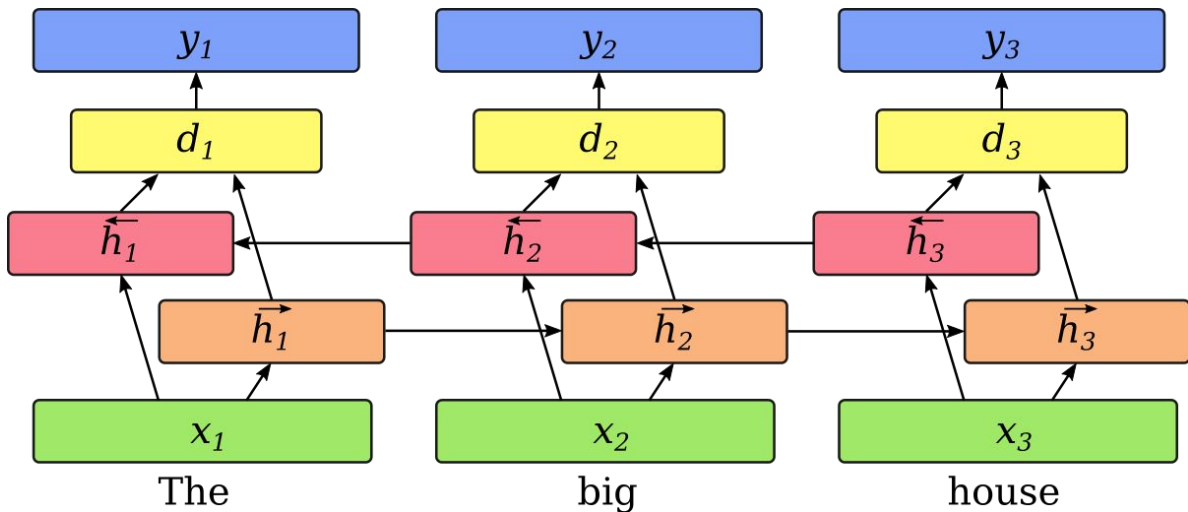 y₁ y₂ y₃
d₁ d₂ d₃
←h₁ ←h₂ ←h₃
→h₁ →h₂ →h₃
x₁ x₂ x₃
The big house